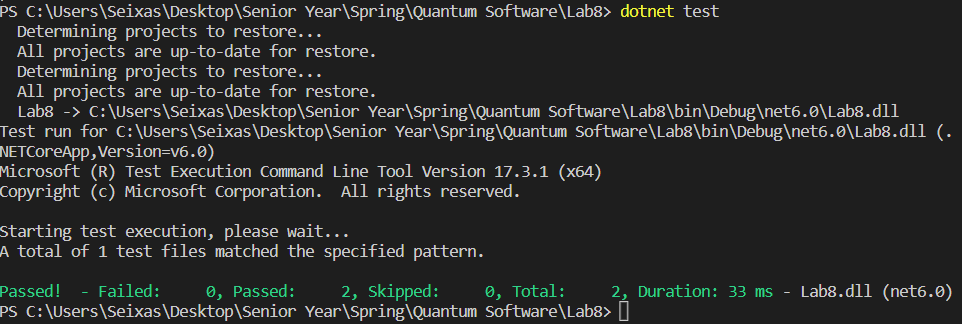 PS C:\Users\Seixas\Desktop\Senior Year\Spring\Quantum Software\Lab8> dotnet test
  Determining projects to restore...
  All projects are up-to-date for restore.
  Determining projects to restore...
  All projects are up-to-date for restore.
  Lab8 -> C:\Users\Seixas\Desktop\Senior Year\Spring\Quantum Software\Lab8\bin\Debug\net6.0\Lab8.dll
Test run for C:\Users\Seixas\Desktop\Senior Year\Spring\Quantum Software\Lab8\bin\Debug\net6.0\Lab8.dll (.
NETCoreApp,Version=v6.0)
Microsoft (R) Test Execution Command Line Tool Version 17.3.1 (x64)
Copyright (c) Microsoft Corporation.  All rights reserved.

Starting test execution, please wait...
A total of 1 test files matched the specified pattern.

Passed!  - Failed:     0, Passed:     2, Skipped:     0, Total:     2, Duration: 33 ms - Lab8.dll (net6.0)
PS C:\Users\Seixas\Desktop\Senior Year\Spring\Quantum Software\Lab8>